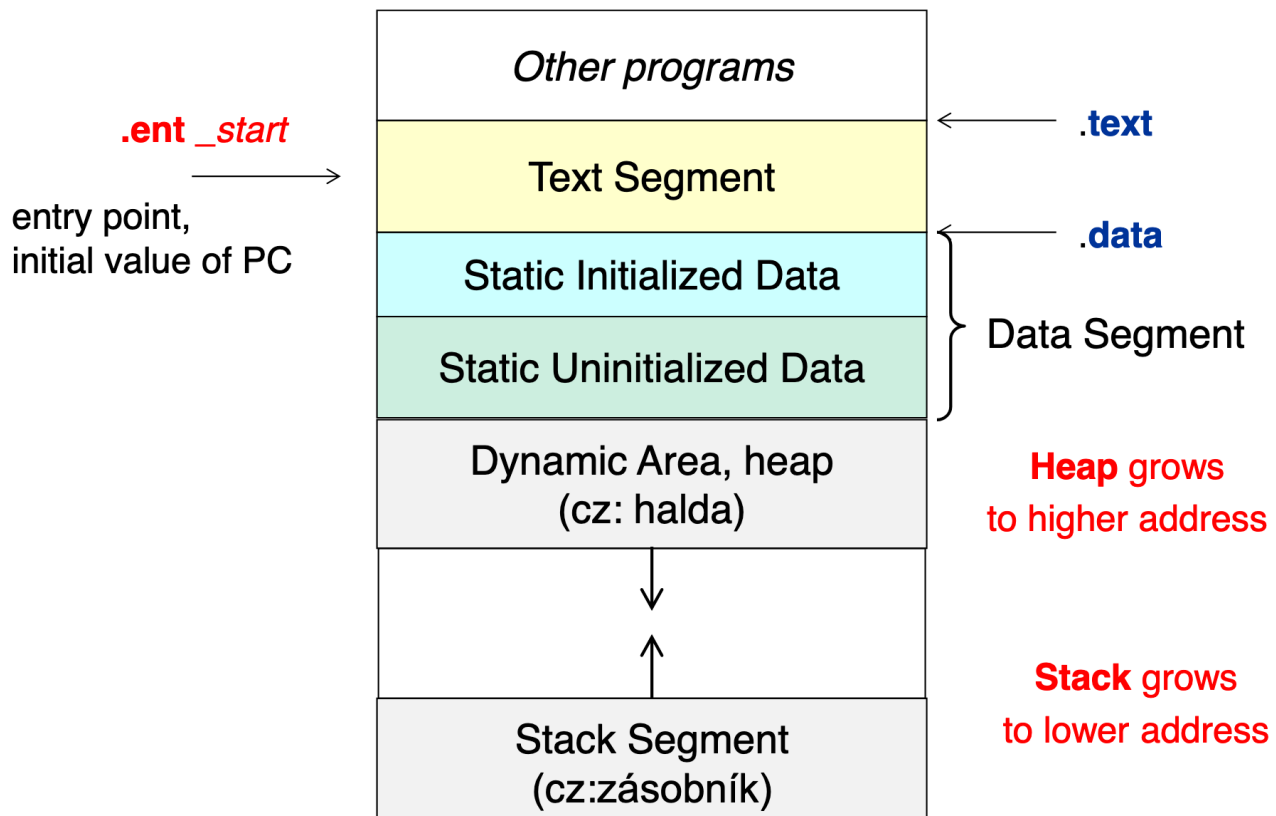 Other programs
.ent _start
.text
Text Segment
entry point,
initial value of PC
.data
Static Initialized Data
Data Segment
Static Uninitialized Data
Dynamic Area, heap
(cz: halda)
Heap grows
to higher address
Stack grows
to lower address
Stack Segment
(cz:zásobník)